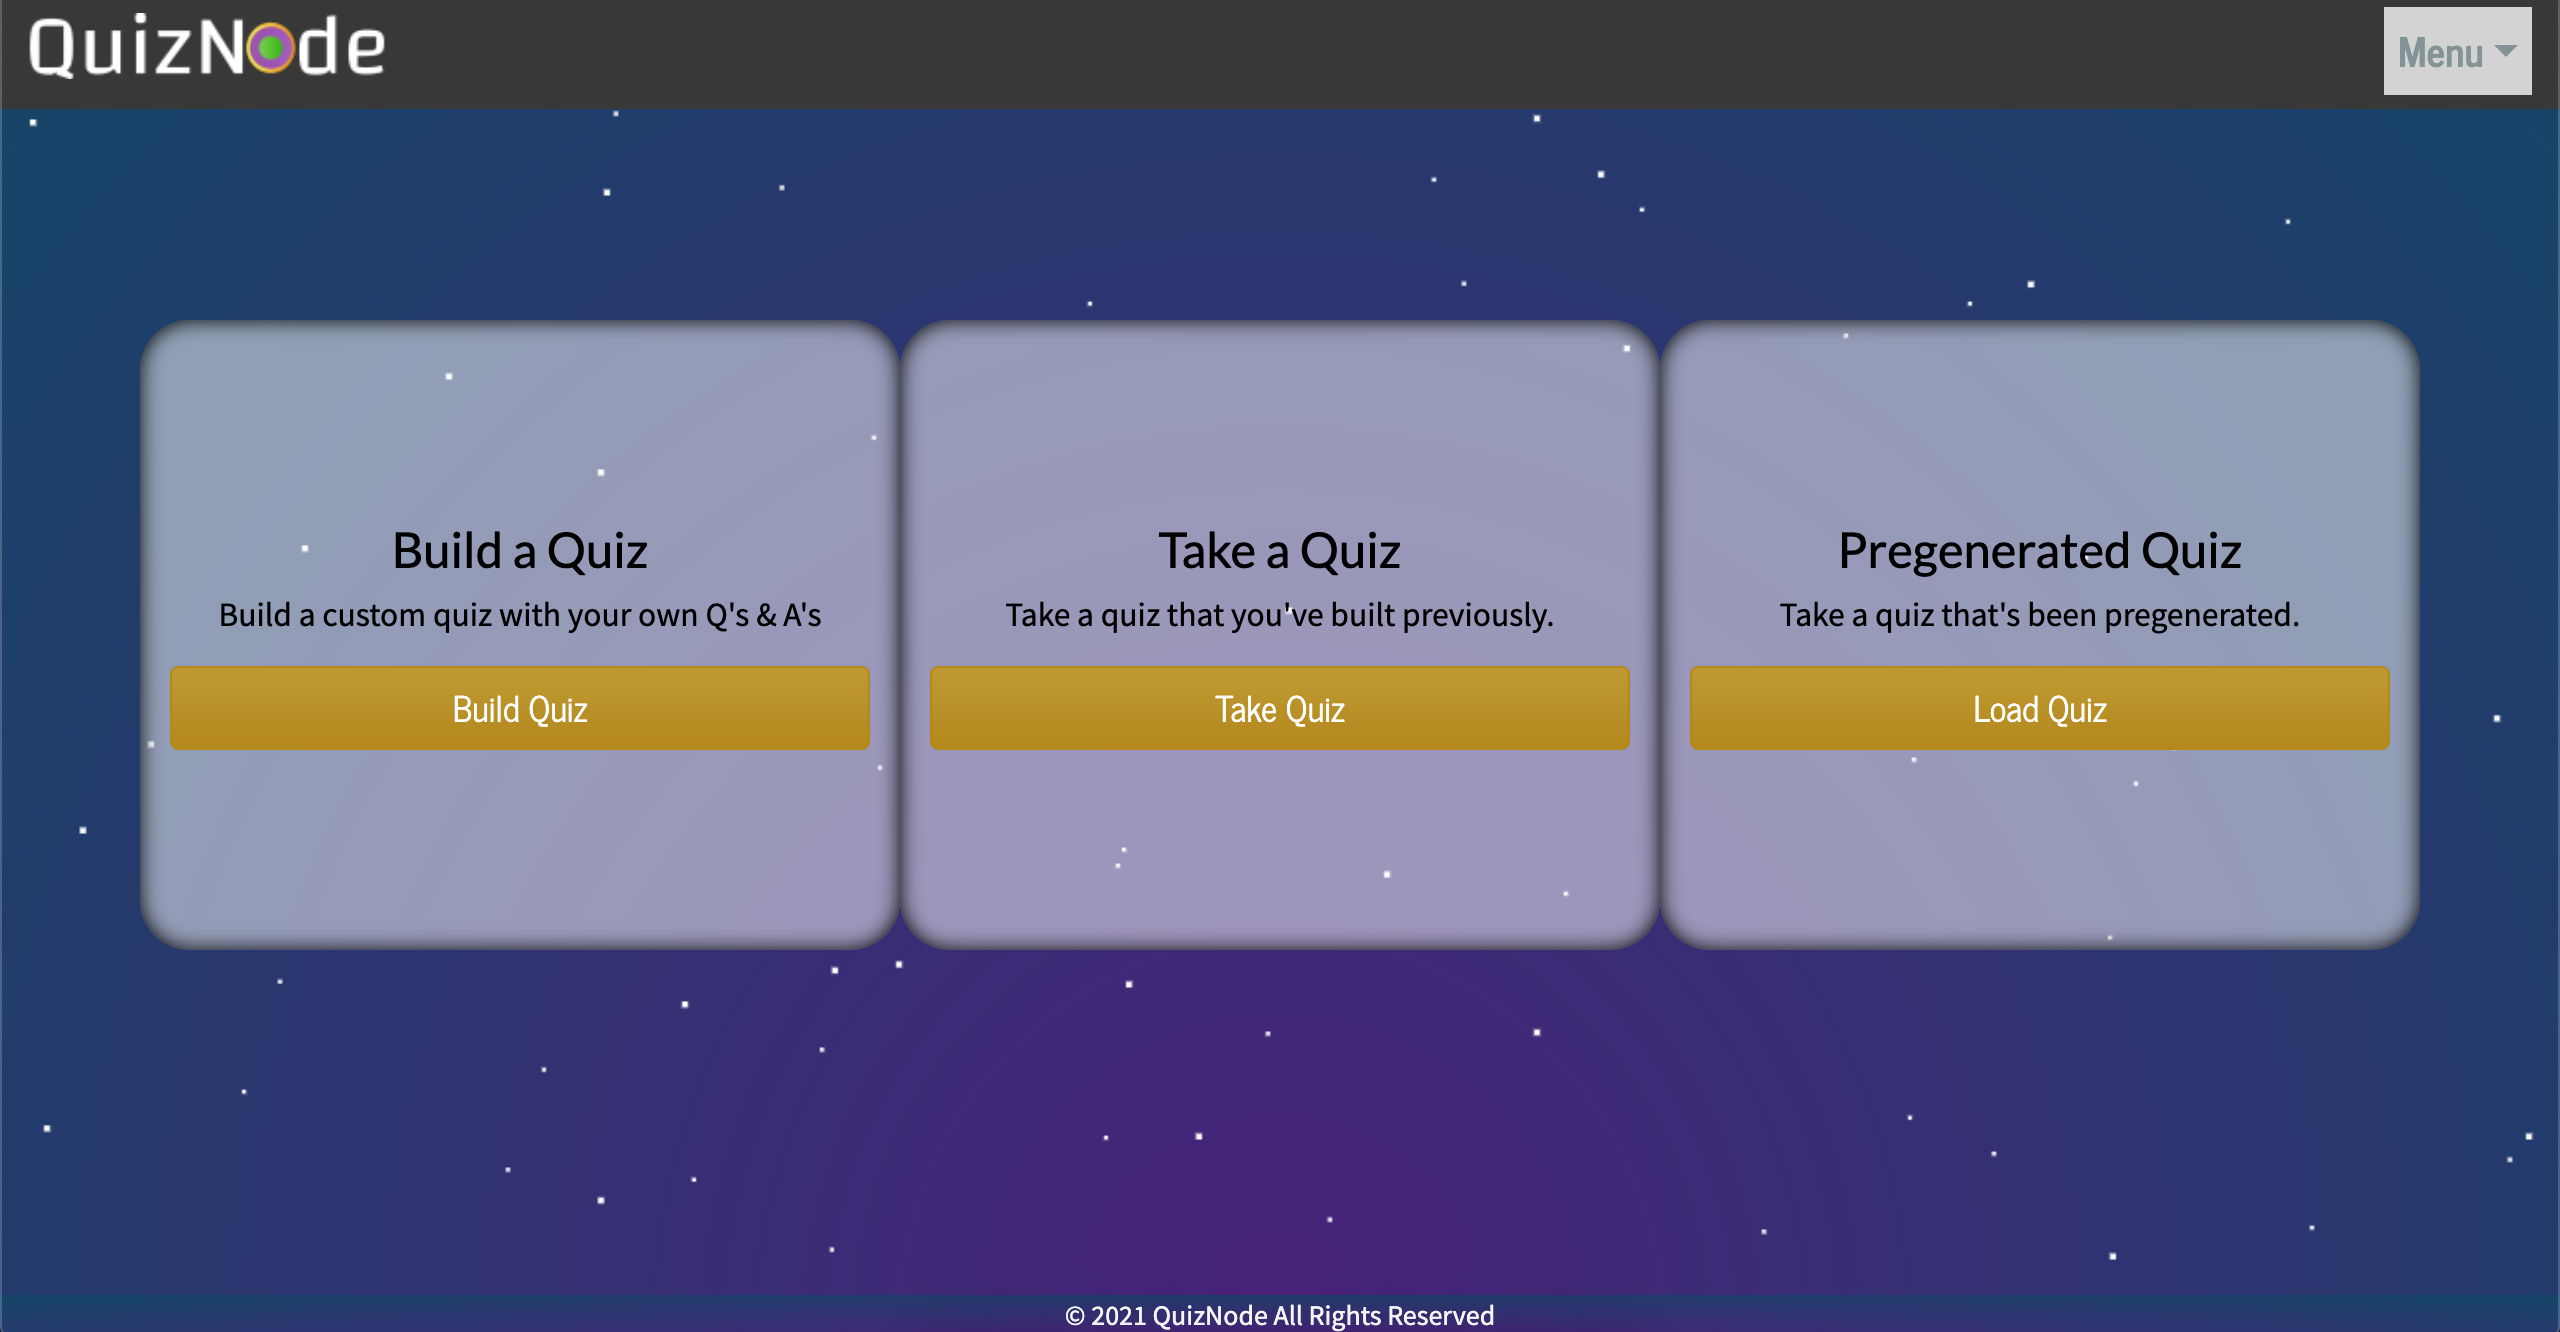 QuizNode
Menu
Build a Quiz
Build a custom quiz with your own Q's & A's
Build Quiz
Take a Quiz
Take a quiz that you've built previously.
Take Quiz
Pregenerated Quiz
Take a quiz that's been pregenerated.
Load Quiz
© 2021 QuizNode All Rights Reserved